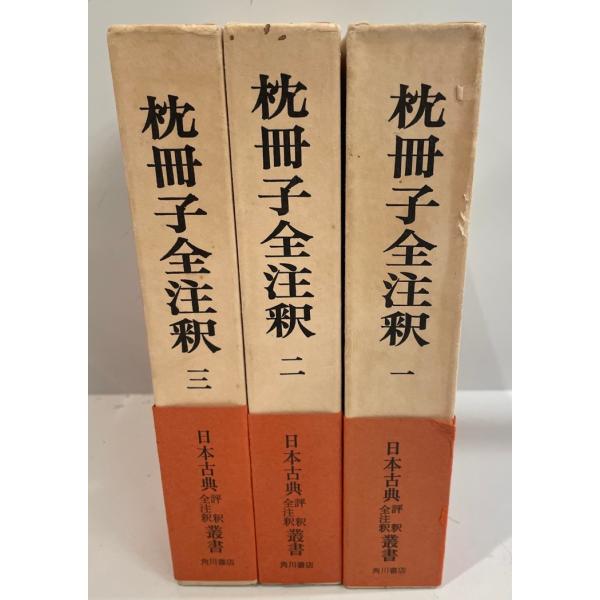 枕冊子全注釈 一
日本古典評釈全注釈叢書
角川書店
枕冊子全注釈 二
日本古典評釈全注釈叢書
角川書店
枕冊子全注釈 三
日本古典評釈全注釈叢書
角川書店